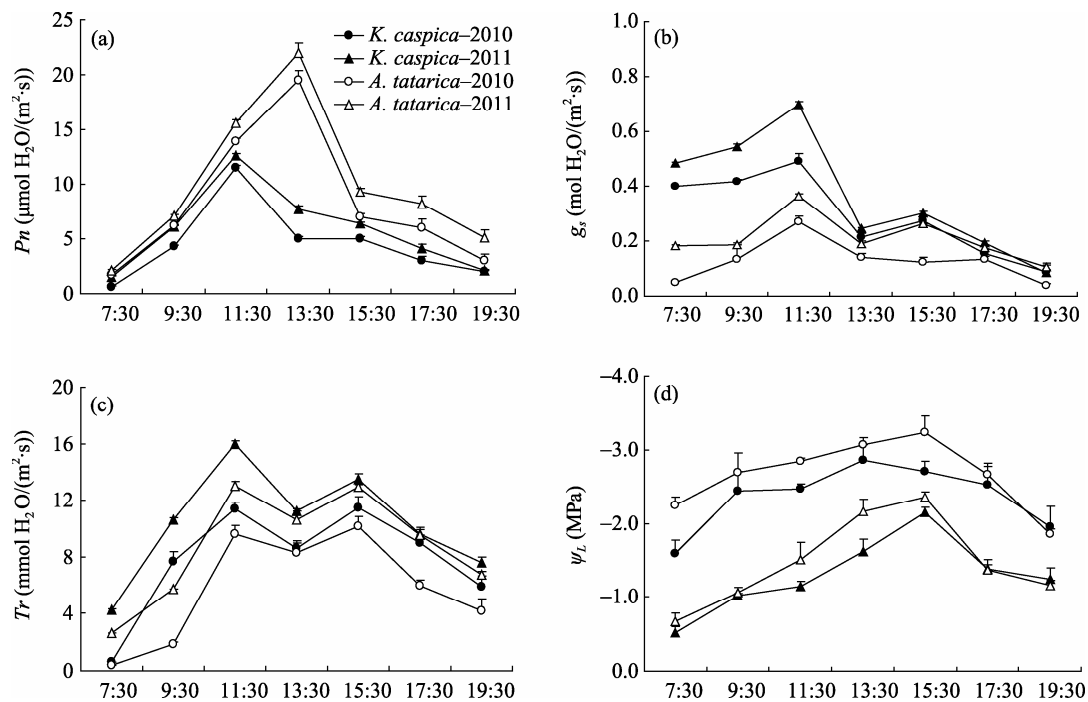 (a)
25
20
15
10
5
0
Pn (μmol H2O/(m²·s))
K. caspica–2010
K. caspica–2011
A. tatarica–2010
A. tatarica–2011
7:30 9:30 11:30 13:30 15:30 17:30 19:30
(b)
1.0
0.8
0.6
0.4
0.2
0.0
gs (mol H2O/(m²·s))
7:30 9:30 11:30 13:30 15:30 17:30 19:30
(c)
20
16
12
8
4
0
Tr (mmol H2O/(m²·s))
7:30 9:30 11:30 13:30 15:30 17:30 19:30
(d)
–4.0
–3.0
–2.0
–1.0
0.0
ψL (MPa)
7:30 9:30 11:30 13:30 15:30 17:30 19:30